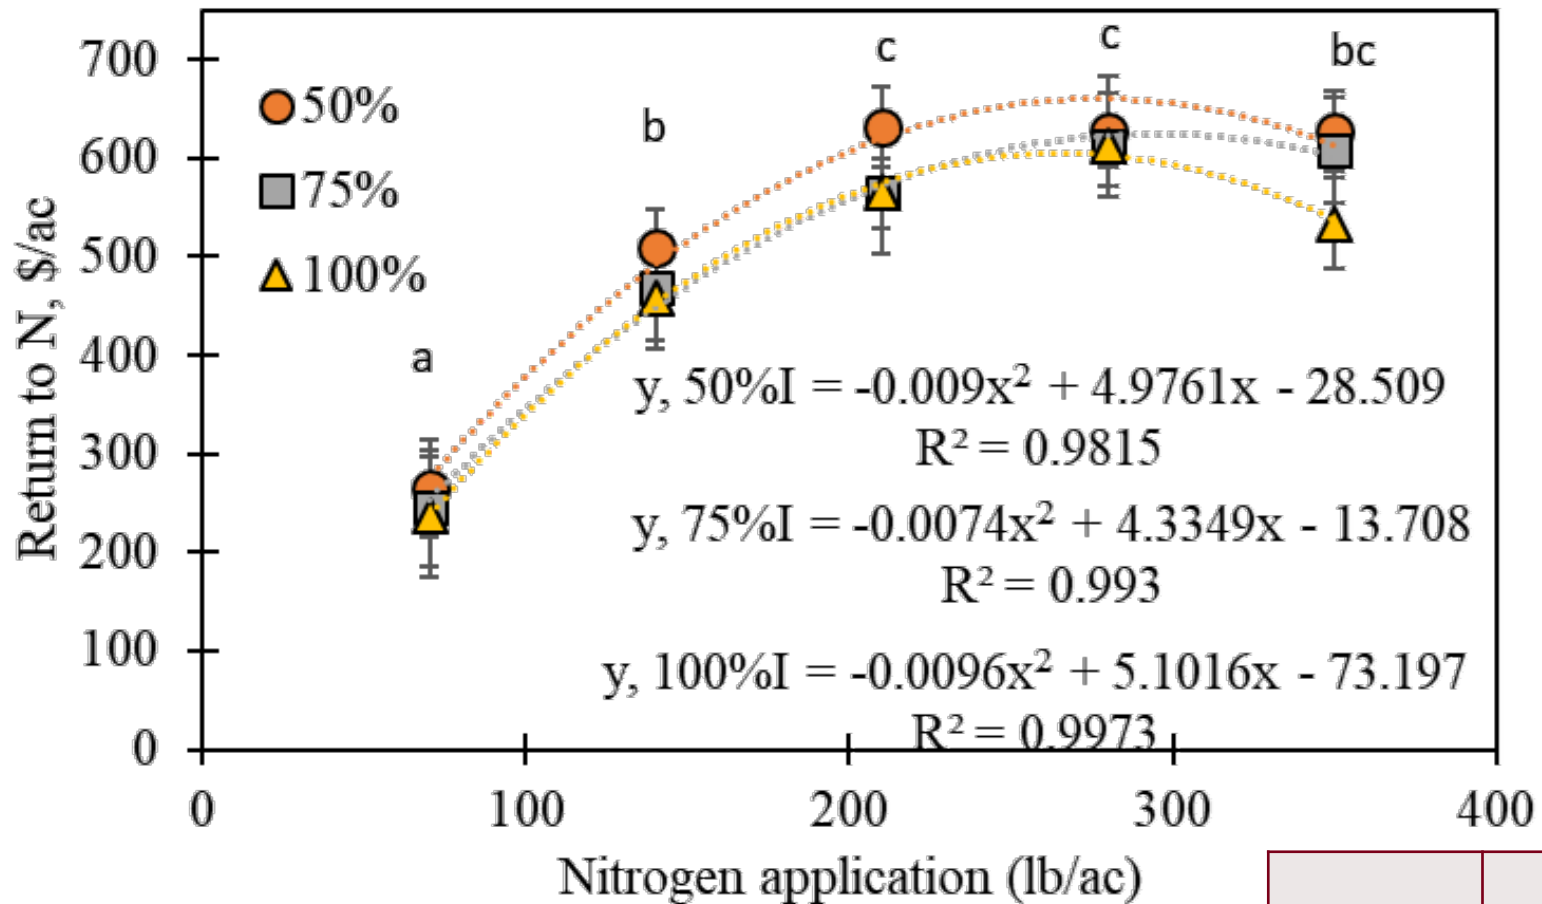 700
600
500
400
300
200
100
0
Return to N, $/ac
50%
75%
100%
a
b
c
c
bc
y, 50%I = -0.009x² + 4.9761x - 28.509
R² = 0.9815
y, 75%I = -0.0074x² + 4.3349x - 13.708
R² = 0.993
y, 100%I = -0.0096x² + 5.1016x - 73.197
R² = 0.9973
0 100 200 300 400
Nitrogen application (lb/ac)